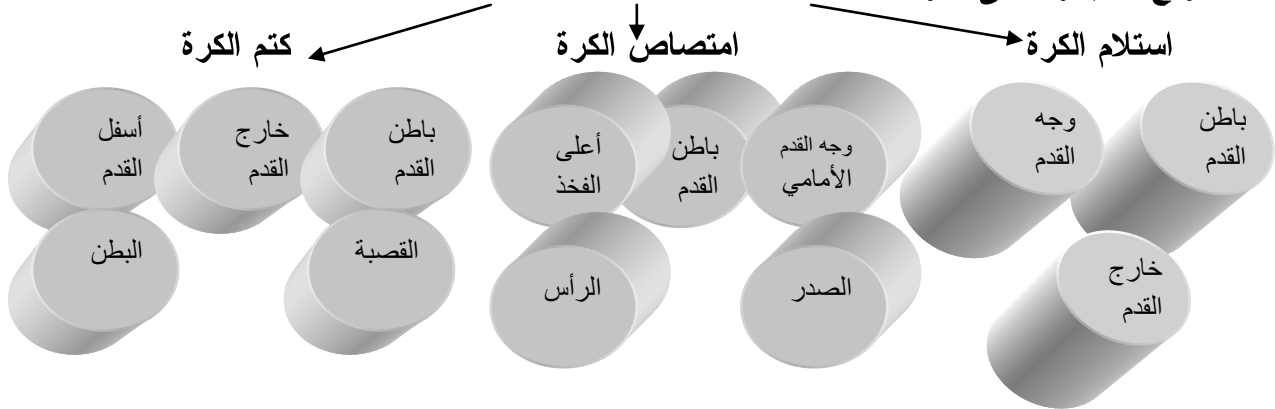 استلام الكرة
باطن
القدم
وجه
القدم
خارج
القدم
امتصاص الكرة
وجه القدم
الأمامي
باطن
القدم
أعلى
الفخذ
الصدر
الرأس
كتم الكرة
باطن
القدم
خارج
القدم
أسفل
القدم
القصبة
البطن